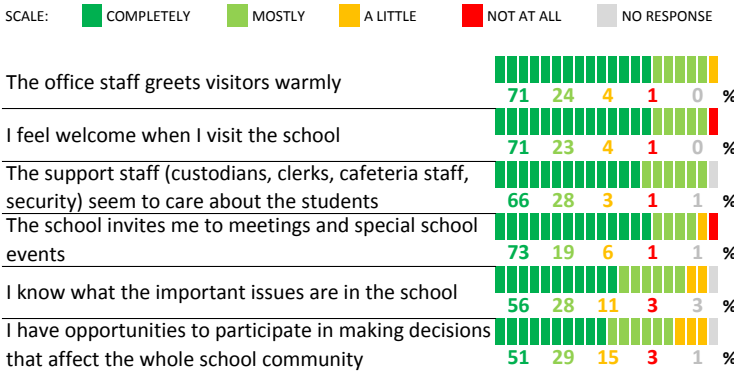 SCALE: COMPLETELY MOSTLY A LITTLE NOT AT ALL NO RESPONSE
The office staff greets visitors warmly
71 24 4 1 0 %
I feel welcome when I visit the school
71 23 4 1 0 %
The support staff (custodians, clerks, cafeteria staff,
security) seem to care about the students
66 28 3 1 1 %
The school invites me to meetings and special school
events
73 19 6 1 1 %
I know what the important issues are in the school
56 28 11 3 3 %
I have opportunities to participate in making decisions
that affect the whole school community
51 29 15 3 1 %